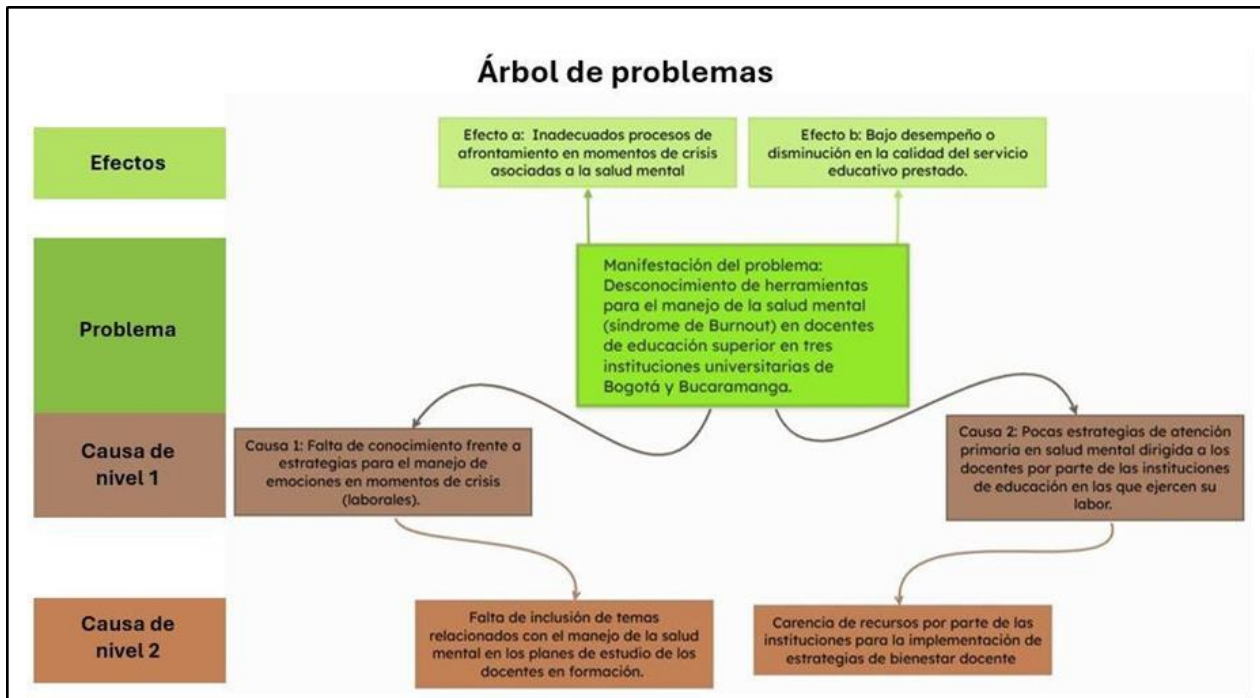 Árbol de problemas
Efectos
Efecto a:  Inadecuados procesos de
afrontamiento en momentos de crisis
asociadas a la salud mental
Efecto b: Bajo desempeño o
disminución en la calidad del servicio
educativo prestado.
Problema
Manifestación del problema:
Desconocimiento de herramientas
para el manejo de la salud mental
(síndrome de Burnout) en docentes
de educación superior en tres
instituciones universitarias de
Bogotá y Bucaramanga.
Causa de
nivel 1
Causa 1: Falta de conocimiento frente a
estrategias para el manejo de
emociones en momentos de crisis
(laborales).
Causa 2: Pocas estrategias de atención
primaria en salud mental dirigida a los
docentes por parte de las instituciones
de educación en las que ejercen su
labor.
Causa de
nivel 2
Falta de inclusión de temas
relacionados con el manejo de la salud
mental en los planes de estudio de los
docentes en formación.
Carencia de recursos por parte de las
instituciones para la implementación de
estrategias de bienestar docente